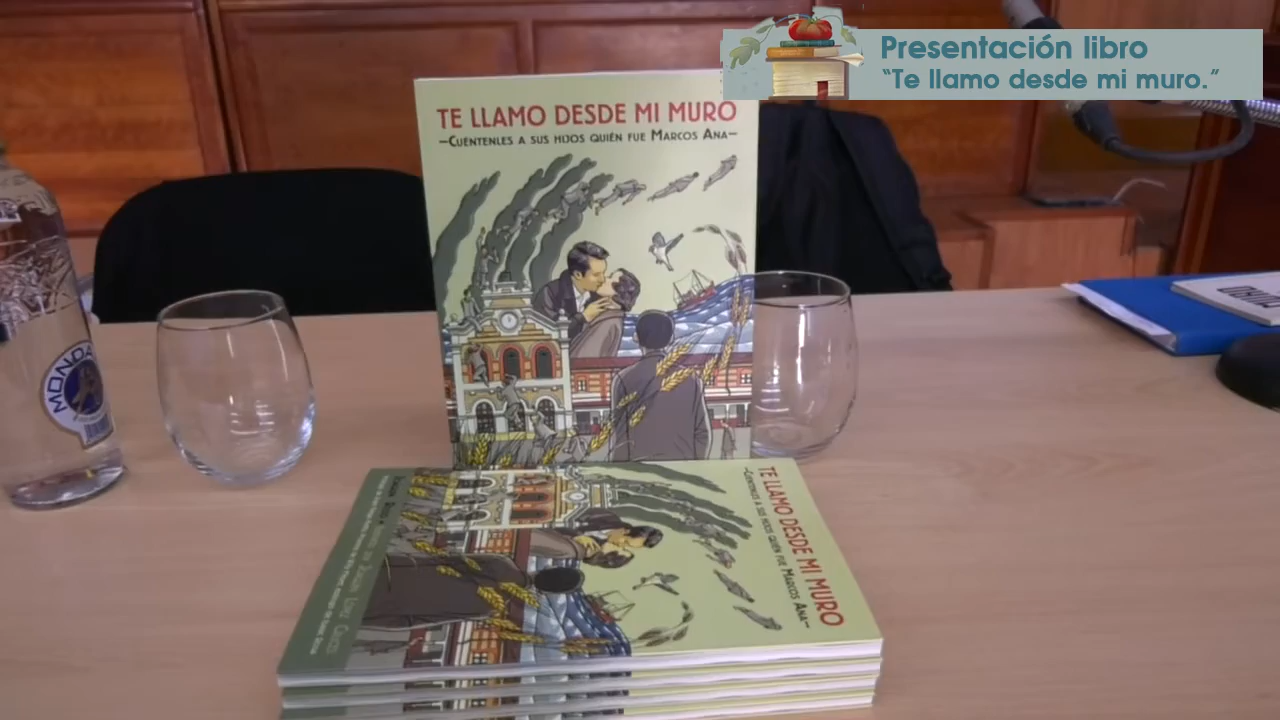 Presentación libro
“Te llamo desde mi muro.”
TE LLAMO DESDE MI MURO
–CUÉNTENLES A SUS HIJOS QUIÉN FUE MARCOS ANA–
MONDA
TE LLAMO DESDE MI MURO
–CUÉNTENLES A SUS HIJOS QUIÉN FUE MARCOS ANA–